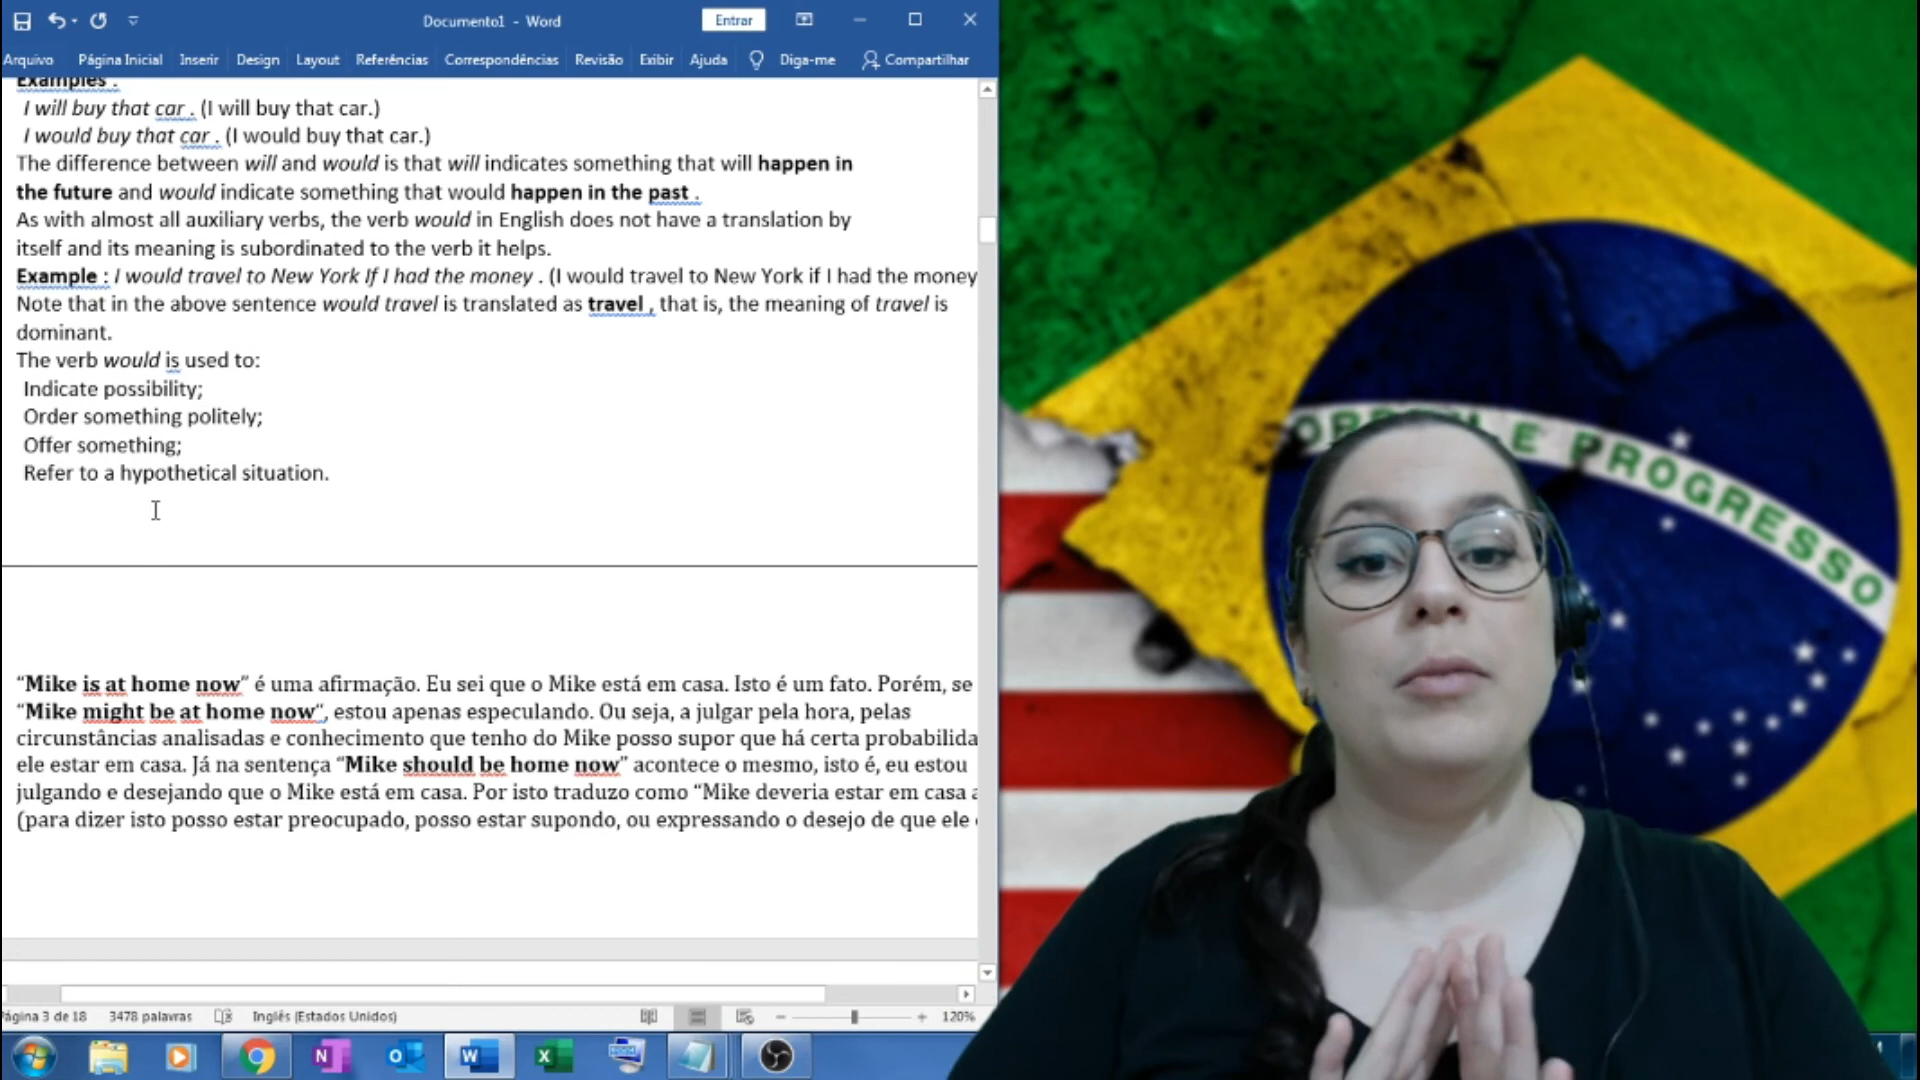 Documento1 - Word
Entrar
Arquivo Página Inicial Inserir Design Layout Referências Correspondências Revisão Exibir Ajuda Diga-me Compartilhar
Examples :
I will buy that car . (I will buy that car.)
I would buy that car . (I would buy that car.)
The difference between will and would is that will indicates something that will happen in
the future and would indicate something that would happen in the past .
As with almost all auxiliary verbs, the verb would in English does not have a translation by
itself and its meaning is subordinated to the verb it helps.
Example : I would travel to New York If I had the money . (I would travel to New York if I had the money
Note that in the above sentence would travel is translated as travel , that is, the meaning of travel is
dominant.
The verb would is used to:
Indicate possibility;
Order something politely;
Offer something;
Refer to a hypothetical situation.
“Mike is at home now” é uma afirmação. Eu sei que o Mike está em casa. Isto é um fato. Porém, se
“Mike might be at home now“, estou apenas especulando. Ou seja, a julgar pela hora, pelas
circunstâncias analisadas e conhecimento que tenho do Mike posso supor que há certa probabilida
ele estar em casa. Já na sentença “Mike should be home now” acontece o mesmo, isto é, eu estou
julgando e desejando que o Mike está em casa. Por isto traduzo como “Mike deveria estar em casa a
(para dizer isto posso estar preocupado, posso estar supondo, ou expressando o desejo de que ele
Página 3 de 18 3478 palavras Inglês (Estados Unidos) 120%
E PROGRESSO